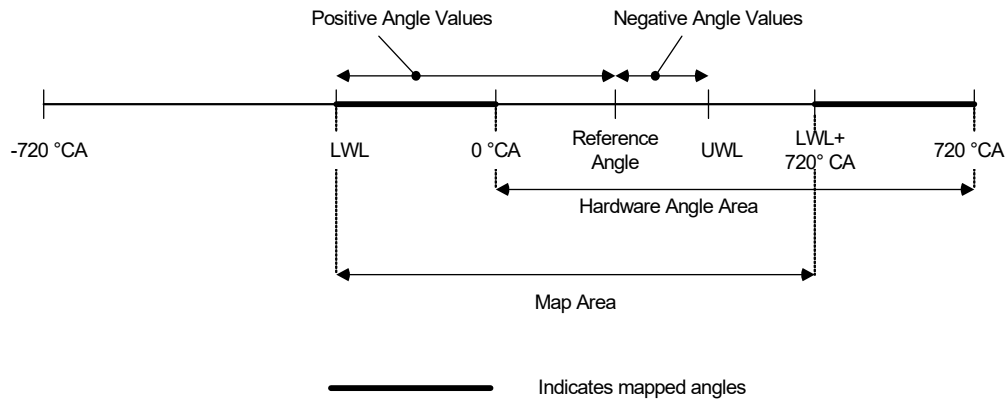 Positive Angle Values
Negative Angle Values
-720 °CA
LWL
0 °CA
Reference
Angle
UWL
LWL+
720° CA
720 °CA
Hardware Angle Area
Map Area
Indicates mapped angles